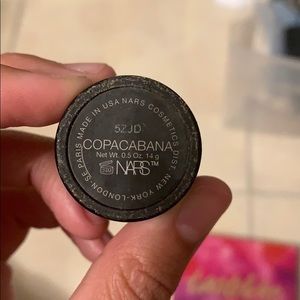 5ZJD
COPACABANA
Net Wt. 0.5 Oz. 14 g
NARS™
LONDON SE, PARIS MADE IN USA NARS COSMETICS, DIST. NEW YORK-